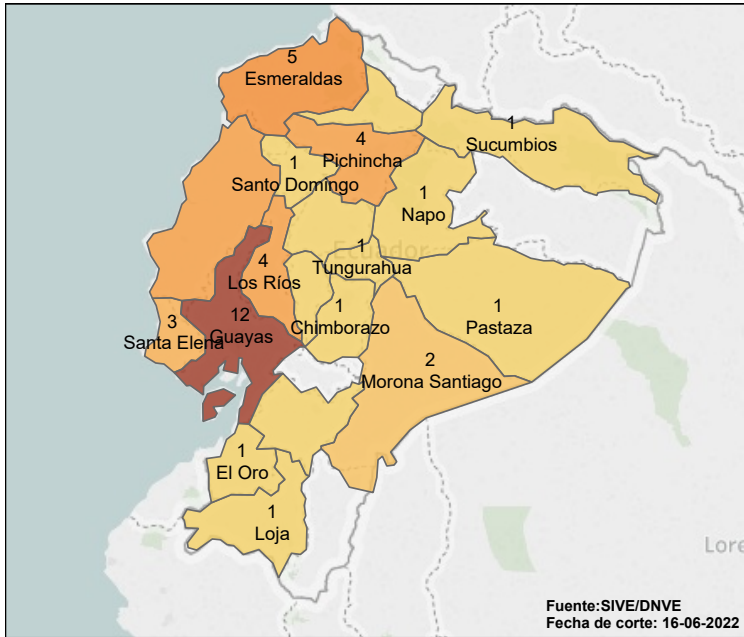 5
Esmeraldas
1
Sucumbios
4
Pichincha
1
Santo Domingo
1
Napo
Ecuador
1
Tungurahua
4
Los Ríos
1
Chimborazo
1
Pastaza
3
Santa Elena
12
Guayas
2
Morona Santiago
1
El Oro
1
Loja
Lore
Fuente:SIVE/DNVE
Fecha de corte: 16-06-2022